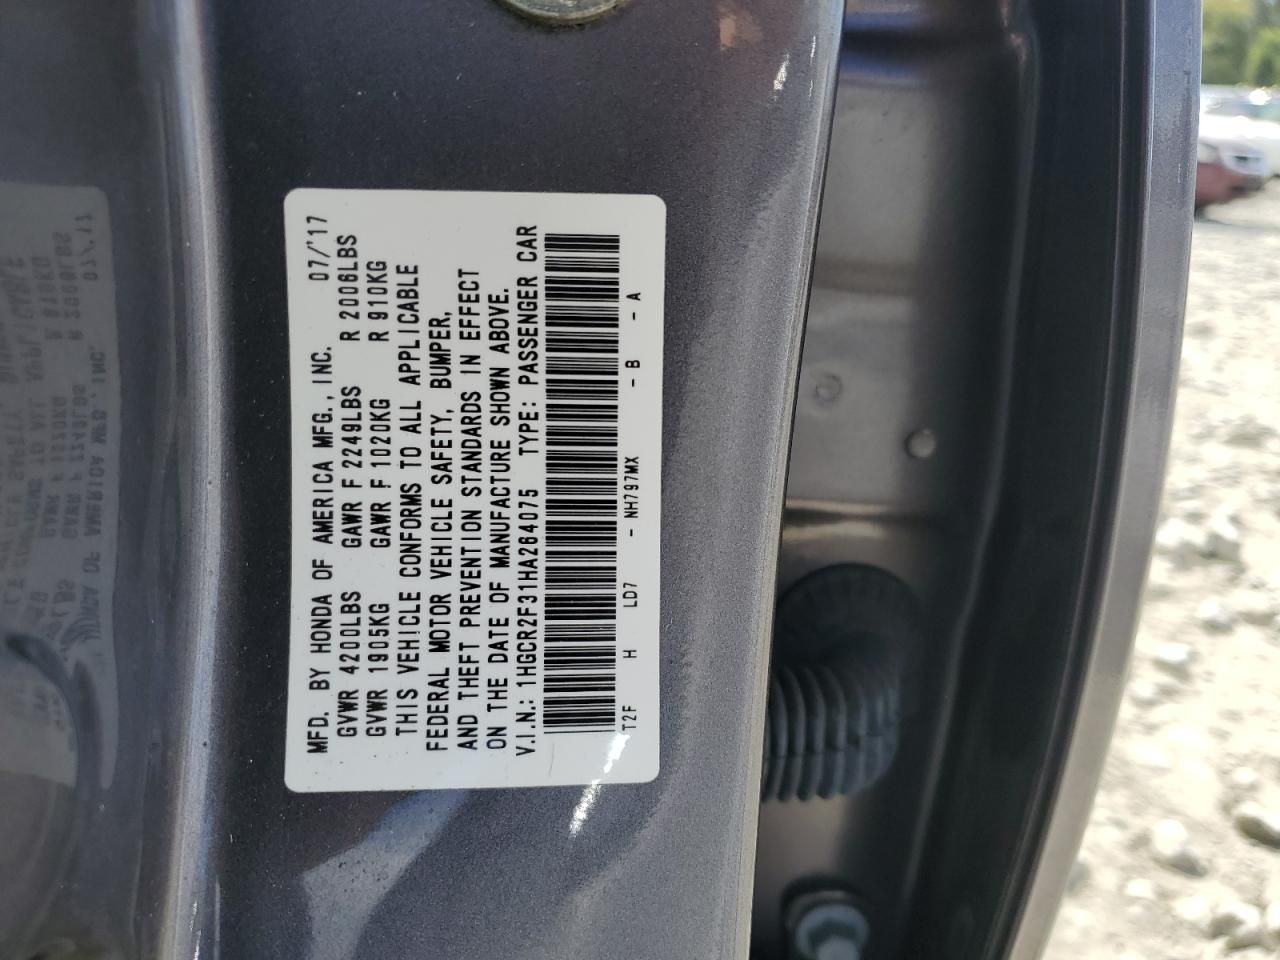 MFD. BY HONDA OF AMERICA MFG., INC. 07/'17
GVWR 4200LBS GAWR F 2249LBS R 2006LBS
GVWR 1905KG GAWR F 1020KG R 910KG
THIS VEHICLE CONFORMS TO ALL APPLICABLE
FEDERAL MOTOR VEHICLE SAFETY, BUMPER,
AND THEFT PREVENTION STANDARDS IN EFFECT
ON THE DATE OF MANUFACTURE SHOWN ABOVE.
V.I.N.: 1HGCR2F31HA264075 TYPE: PASSENGER CAR
T2F H LD7 - NH797MX - B - A